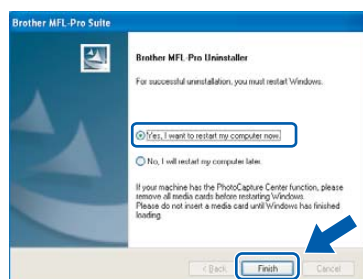 Brother MFL-Pro Suite
Brother MFL-Pro Uninstaller
For successful uninstallation, you must restart Windows.
Yes, I want to restart my computer now.
No, I will restart my computer later.
If your machine has the PhotoCapture Center function, please
remove all media cards before restarting Windows.
Please do not insert a media card until Windows has finished
loading.
< Back
Finish
Cancel